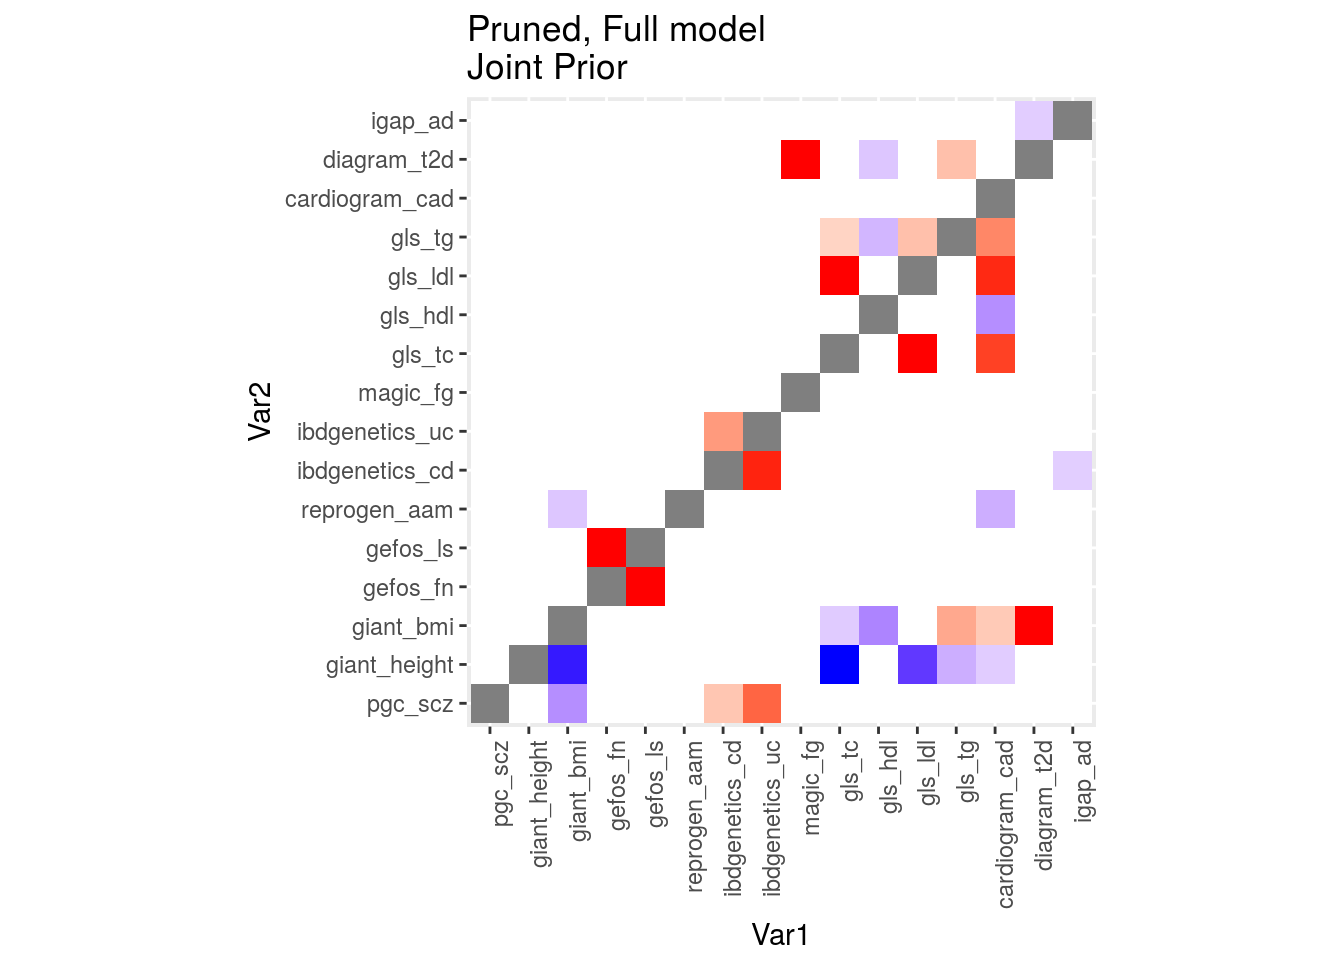 Pruned, Full model
Joint Prior
igap_ad
diagram_t2d
cardiogram_cad
gls_tg
gls_ldl
gls_hdl
gls_tc
magic_fg
ibdgenetics_uc
ibdgenetics_cd
reprogen_aam
gefos_ls
gefos_fn
giant_bmi
giant_height
pgc_scz
Var2
pgc_scz
giant_height
giant_bmi
gefos_fn
gefos_ls
reprogen_aam
ibdgenetics_cd
ibdgenetics_uc
magic_fg
gls_tc
gls_hdl
gls_ldl
gls_tg
cardiogram_cad
diagram_t2d
igap_ad
Var1